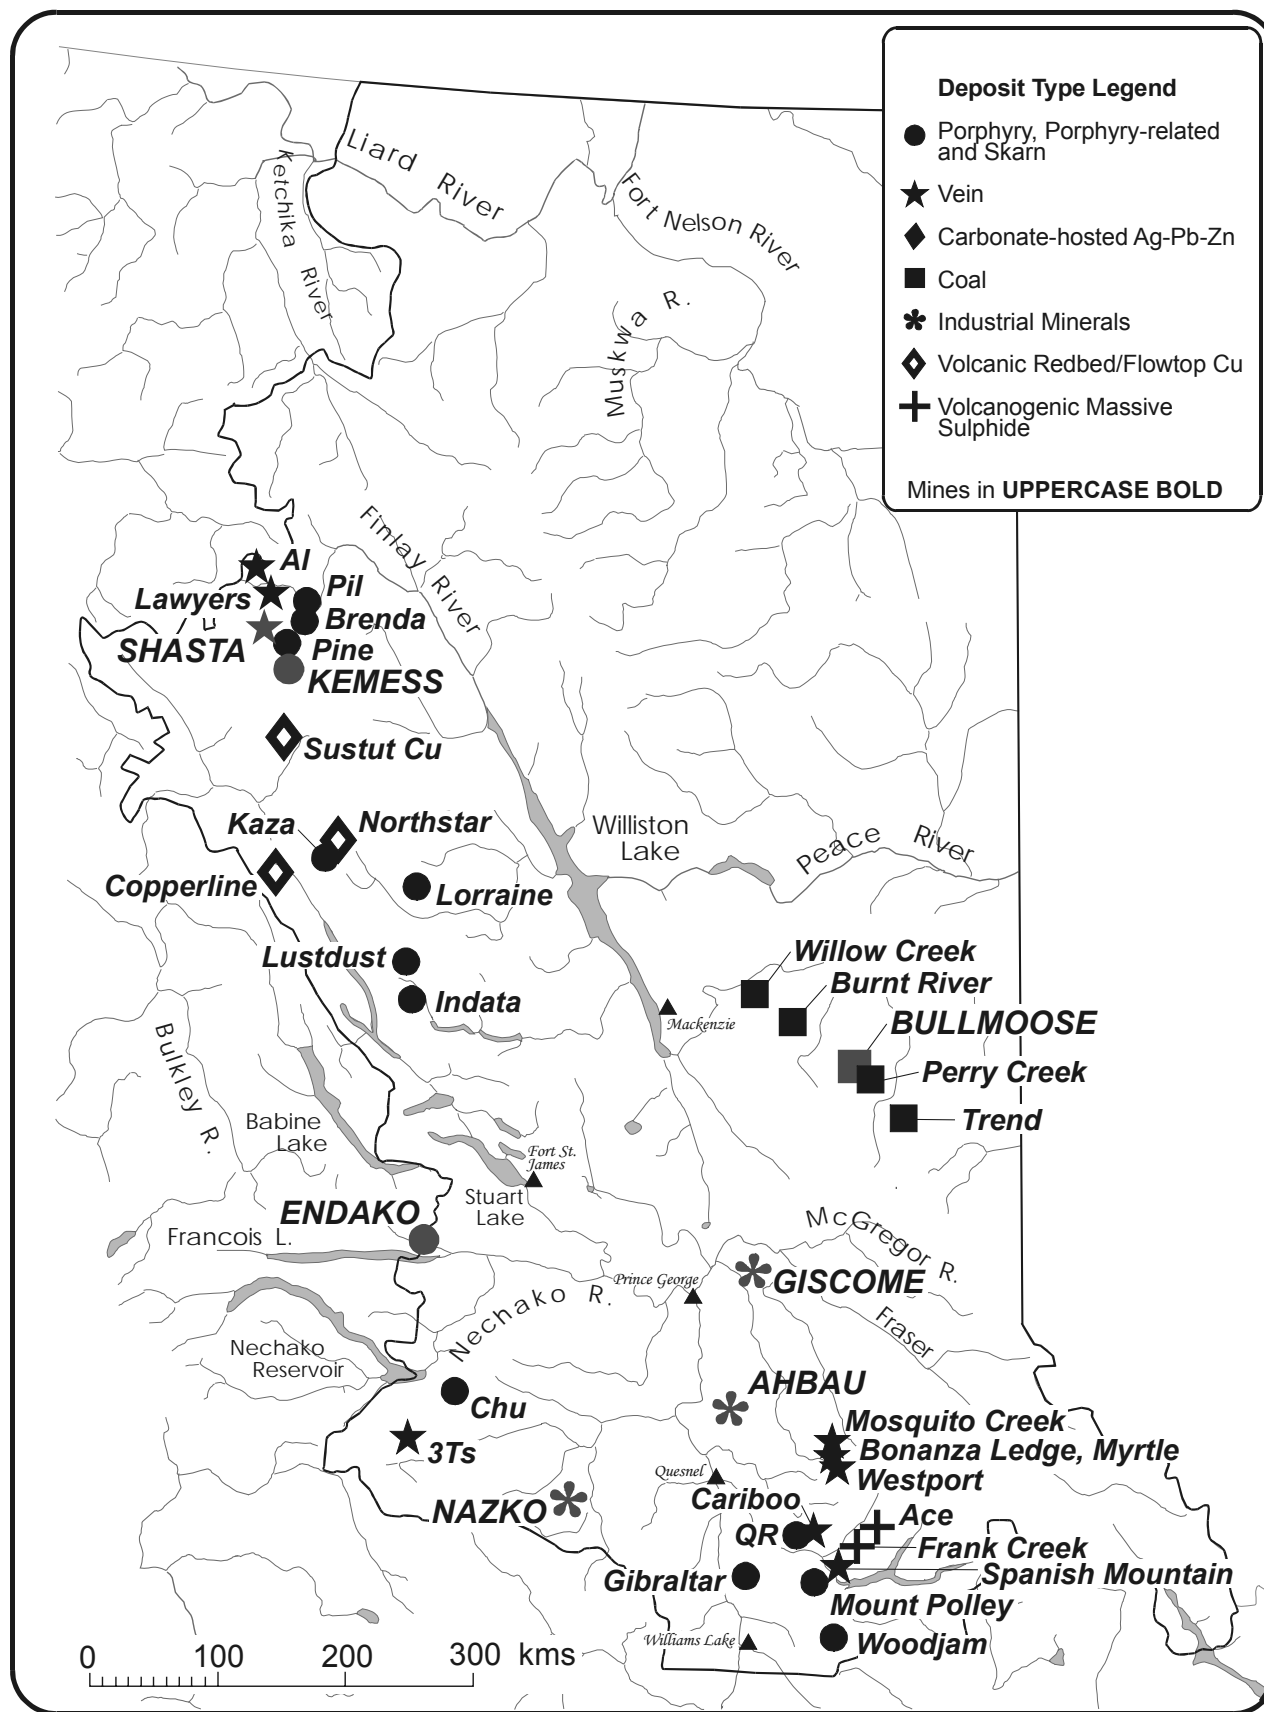 Deposit Type Legend
Porphyry, Porphyry-related
and Skarn
Vein
Carbonate-hosted Ag-Pb-Zn
Coal
Industrial Minerals
Volcanic Redbed/Flowtop Cu
Volcanogenic Massive
Sulphide
Mines in UPPERCASE BOLD
Liard River
Ketchika River
Fort Nelson River
Muskwa R.
Finlay River
Al
Pil
Lawyers
Brenda
SHASTA
Pine
KEMESS
Sustut Cu
Kaza
Northstar
Copperline
Lorraine
Williston
Lake
Peace River
Lustdust
Indata
Willow Creek
Burnt River
Mackenzie
BULLMOOSE
Perry Creek
Trend
Bulkley R.
Babine
Lake
Fort St.
James
Stuart
Lake
ENDAKO
Francois L.
McGregor R.
GISCOME
Prince George
Nechako R.
Fraser
Nechako
Reservoir
Chu
AHBAU
3Ts
Mosquito Creek
Bonanza Ledge, Myrtle
Westport
Quesnel
NAZKO
Cariboo
QR
Ace
Frank Creek
Gibraltar
Spanish Mountain
Mount Polley
Williams Lake
Woodjam
0 100 200 300 kms